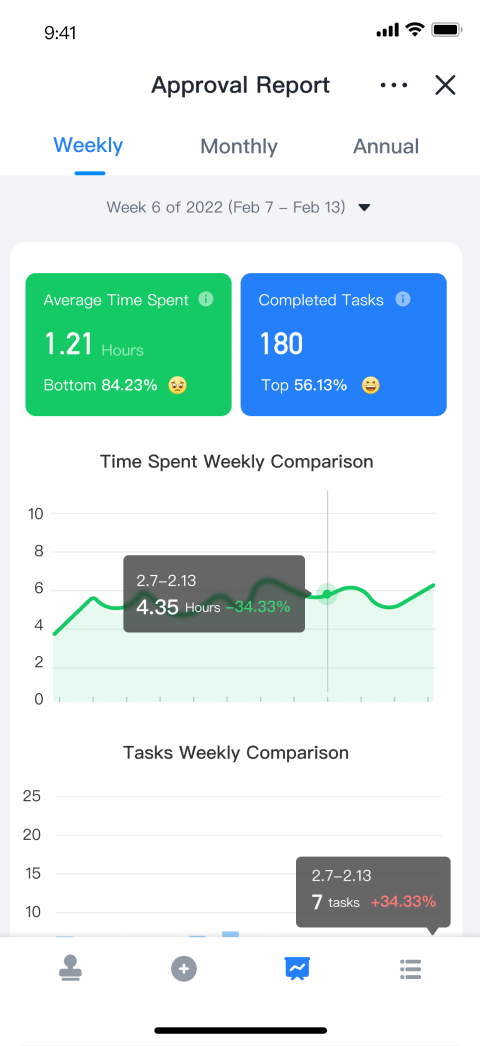 9:41
Approval Report
Weekly Monthly Annual
Week 6 of 2022 (Feb 7 – Feb 13)
Average Time Spent
1.21 Hours
Bottom 84.23%
Completed Tasks
180
Top 56.13%
Time Spent Weekly Comparison
10
8
6
4
2
0
2.7–2.13
4.35 Hours –34.33%
Tasks Weekly Comparison
25
20
15
10
2.7–2.13
7 tasks +34.33%